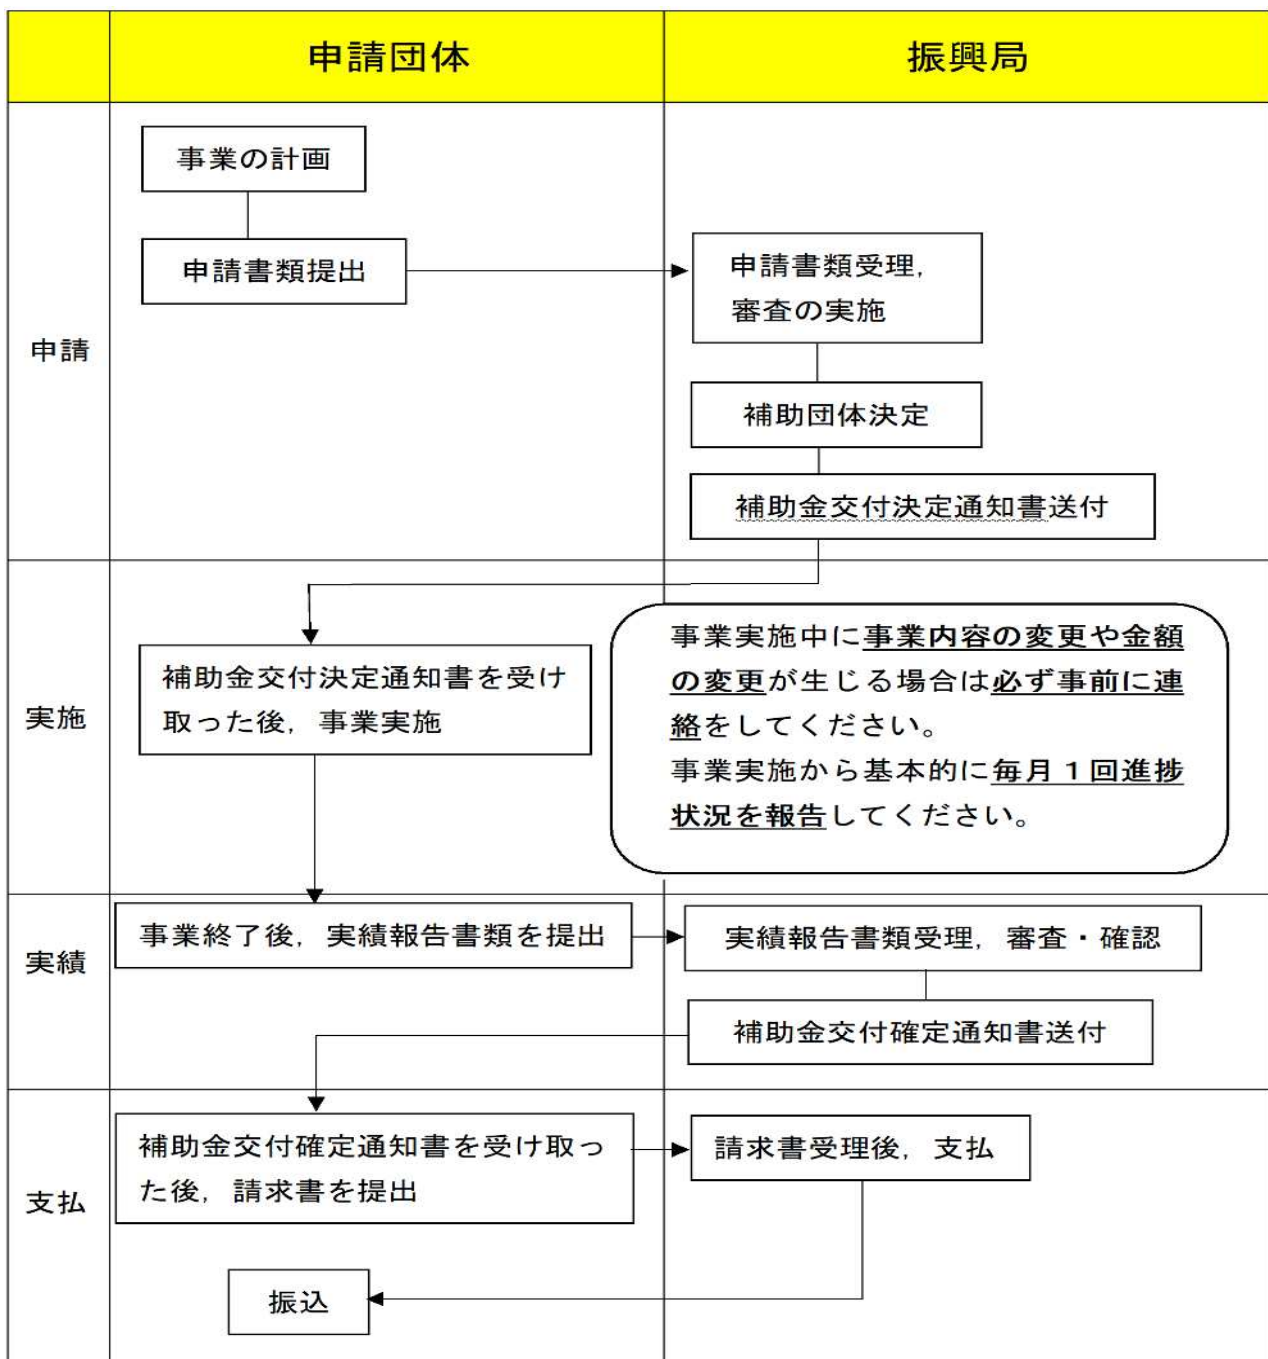 申請団体
振興局
申請
事業の計画
申請書類提出
申請書類受理，
審査の実施
補助団体決定
補助金交付決定通知書送付
実施
補助金交付決定通知書を受け
取った後，事業実施
事業実施中に事業内容の変更や金額
の変更が生じる場合は必ず事前に連
絡をしてください。
事業実施から基本的に毎月１回進捗
状況を報告してください。
実績
事業終了後，実績報告書類を提出
実績報告書類受理，審査・確認
補助金交付確定通知書送付
支払
補助金交付確定通知書を受け取っ
た後，請求書を提出
請求書受理後，支払
振込